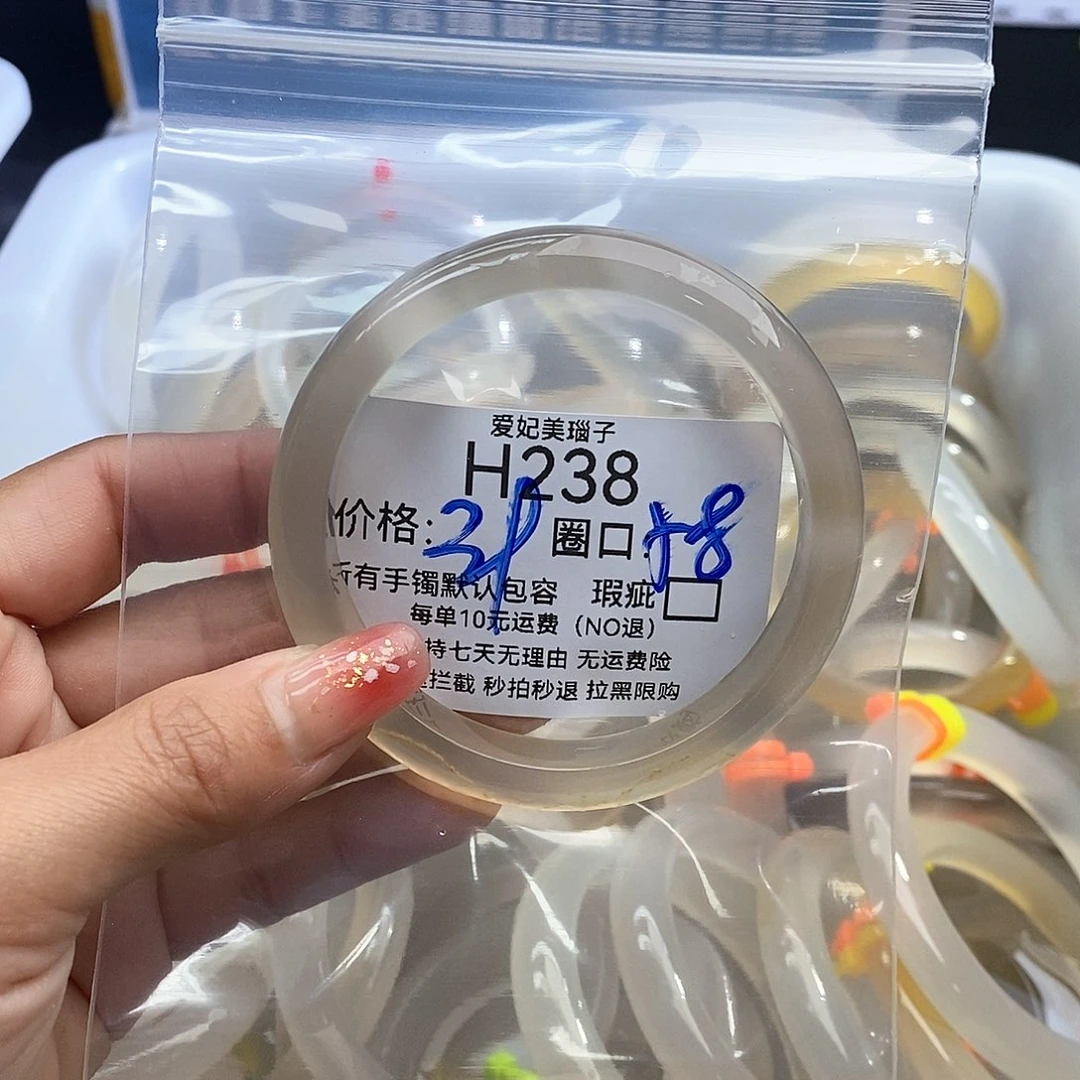 爱妃美瑙子
H238
价格: 圈口: 58
所有手镯默认包容 瑕疵
每单10元运费（NO退）
持七天无理由 无运费险
拦截 秒拍秒退 拉黑限购